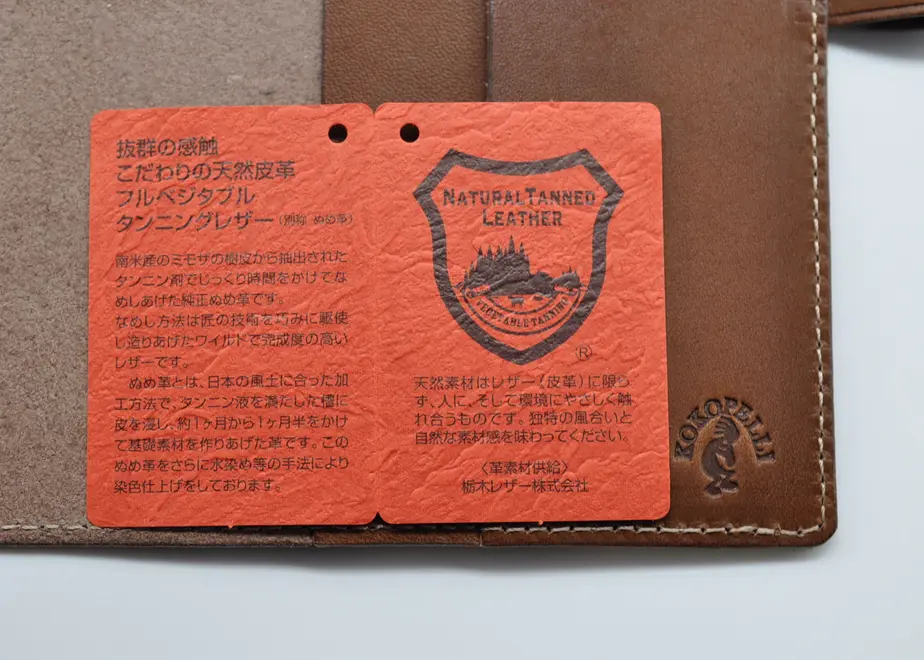 抜群の感触
こだわりの天然皮革
フルベジタブル
タンニングレザー(別称 ぬめ革)
南米産のミモザの樹皮から抽出された
タンニン剤でじっくり時間をかけてな
めしあげた純正ぬめ革です。
なめし方法は匠の技術を巧みに駆使
し造りあげたワイルドで完成度の高い
レザーです。
ぬめ革とは、日本の風土に合った加
工方法で、タンニン液を満たした槽に
皮を浸し、約1ヶ月から1ヶ月半をかけ
て基礎素材を作りあげた革です。この
ぬめ革をさらに水染め等の手法により
染色仕上げをしております。
NATURAL TANNED
LEATHER
VEGETABLE TANNING
®
天然素材はレザー(皮革)に限ら
ず、人に、そして環境にやさしく触
れ合うものです。独特の風合いと
自然な素材感を味わってください。
〈革素材供給〉
栃木レザー株式会社
KOKOPELLI